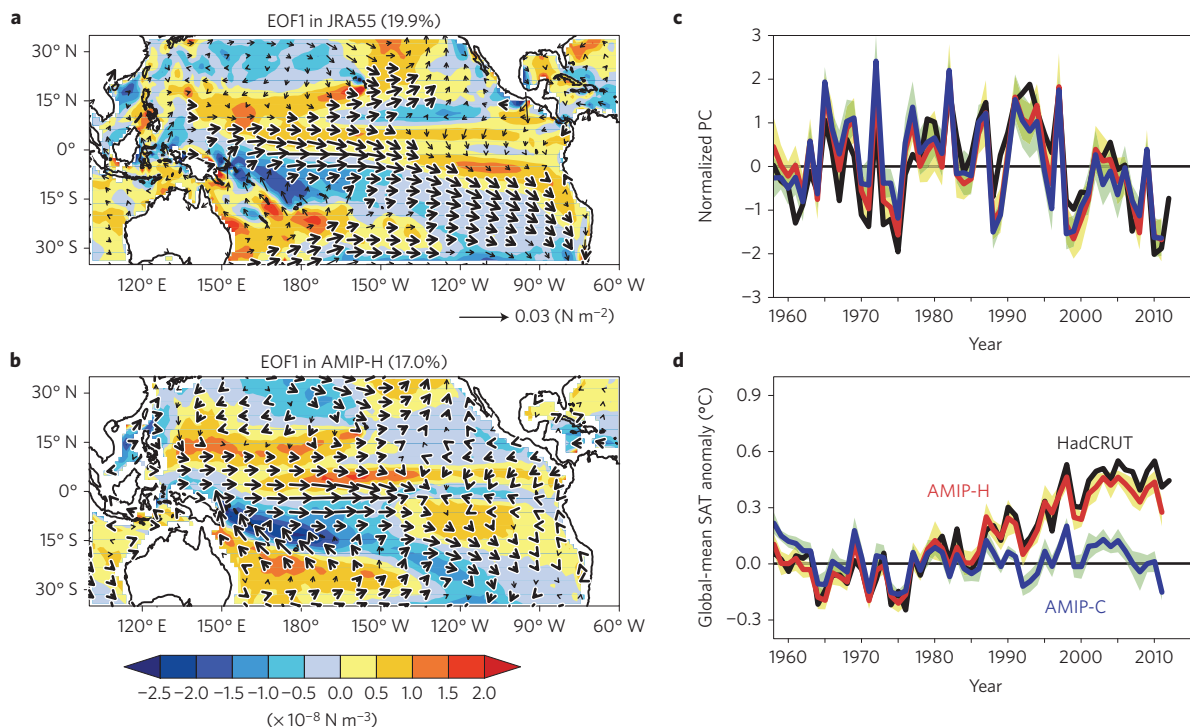 a
EOF1 in JRA55 (19.9%)
30° N
15° N
0°
15° S
30° S
120° E 150° E 180° 150° W 120° W 90° W 60° W
0.03 (N m⁻²)
b
EOF1 in AMIP-H (17.0%)
30° N
15° N
0°
15° S
30° S
120° E 150° E 180° 150° W 120° W 90° W 60° W
−2.5 −2.0 −1.5 −1.0 −0.5 0.0 0.5 1.0 1.5 2.0
(× 10⁻⁸ N m⁻³)
c
Normalized PC
3
2
1
0
−1
−2
−3
1960 1970 1980 1990 2000 2010
Year
d
Global-mean SAT anomaly (°C)
0.9
0.6
0.3
0.0
−0.3
HadCRUT
AMIP-H
AMIP-C
1960 1970 1980 1990 2000 2010
Year